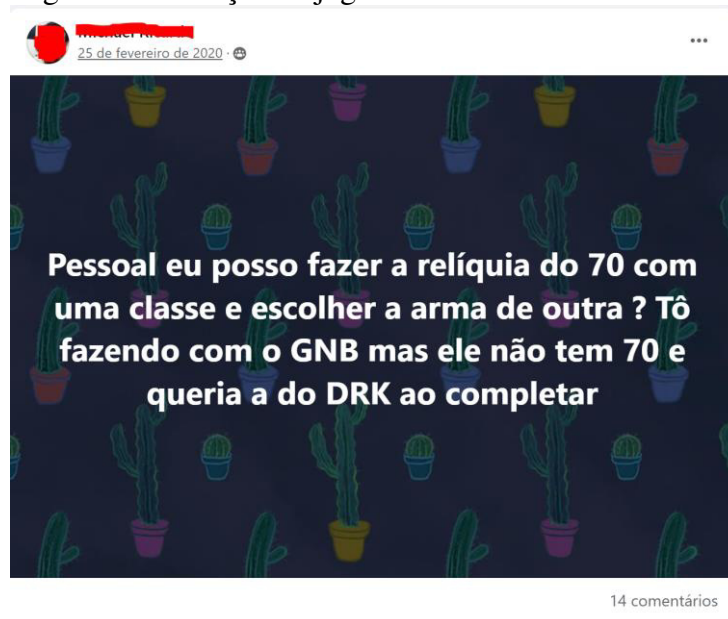 25 de fevereiro de 2020 ·
Pessoal eu posso fazer a relíquia do 70 com
uma classe e escolher a arma de outra ? Tô
fazendo com o GNB mas ele não tem 70 e
queria a do DRK ao completar
14 comentários